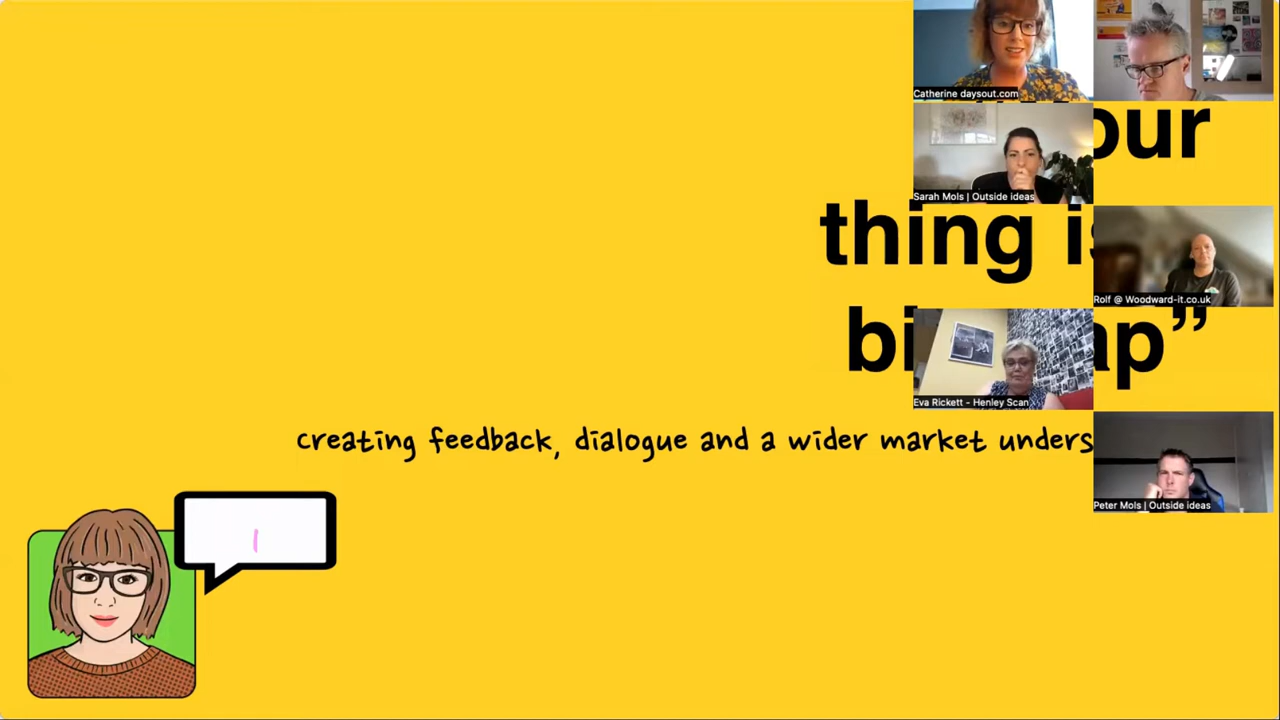 Catherine daysout.com
our
Sarah Mols | Outside ideas
thing
Rolf @ Woodward-it.co.uk
bi ap”
Eva Rickett - Henley Scan
creating feedback, dialogue and a wider market unders
Peter Mols | Outside ideas